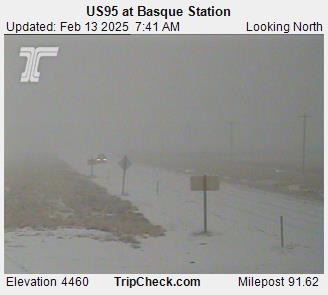 US95 at Basque Station
Updated: Feb 13 2025 7:41 AM Looking North
Elevation 4460 TripCheck.com Milepost 91.62